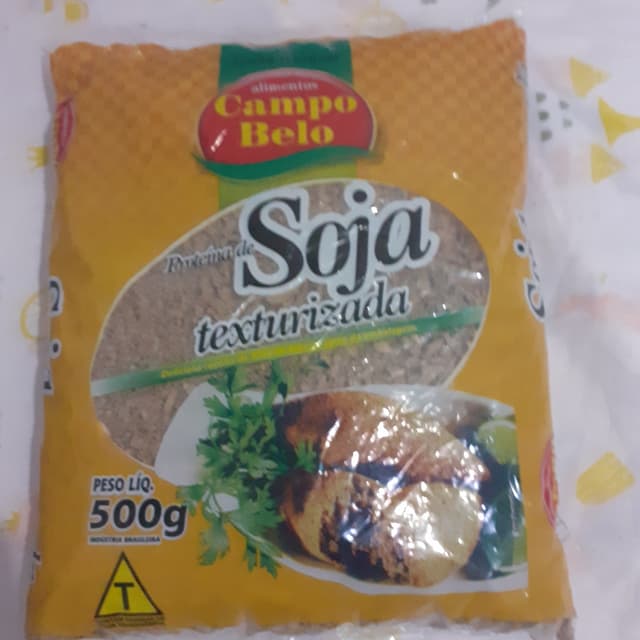 alimentos
Campo
Belo
Proteína de
Soja
texturizada
PESO LÍQ.
500g
INDÚSTRIA BRASILEIRA
T